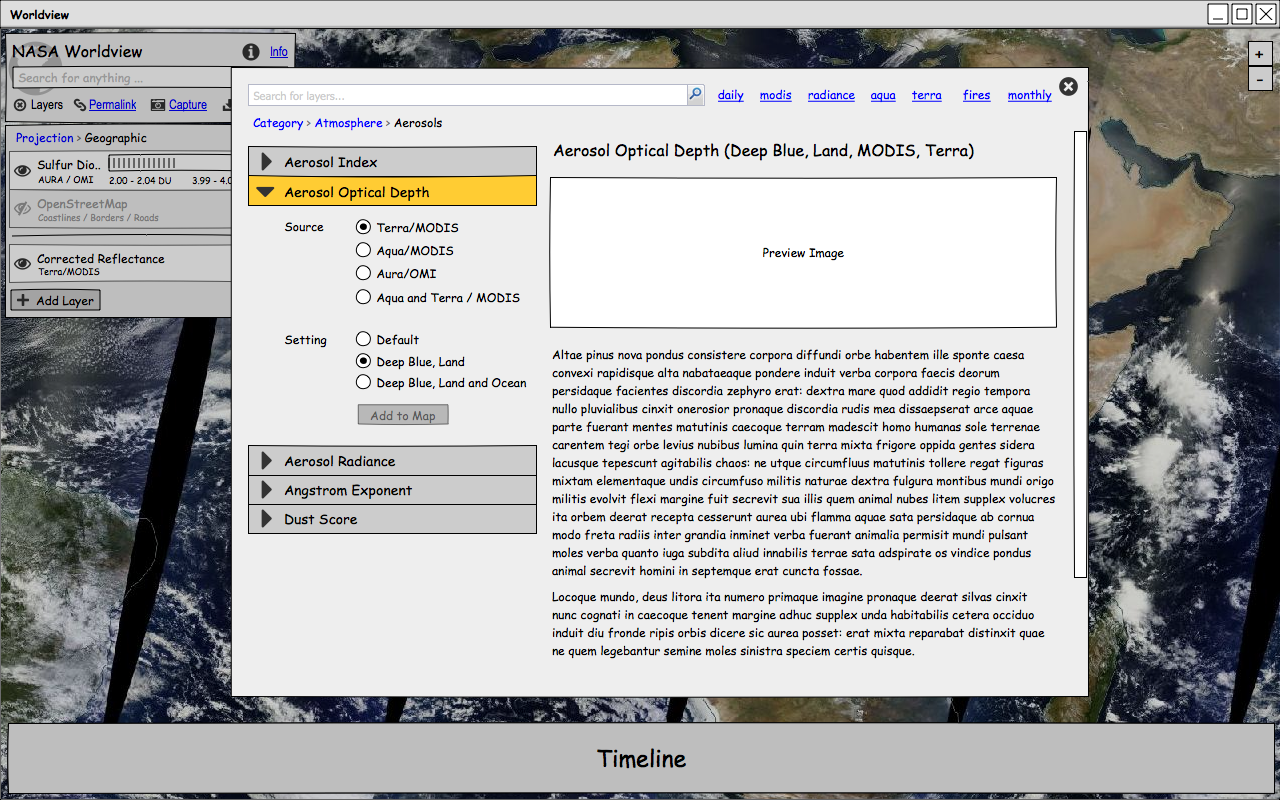 Worldview
NASA Worldview
Info
Search for anything ...
Layers Permalink Capture
Projection > Geographic
Sulfur Dio..
AURA / OMI 2.00 - 2.04 DU 3.99 - 4.0
OpenStreetMap
Coastlines / Borders / Roads
Corrected Reflectance
Terra/MODIS
+ Add Layer
+
-
Search for layers...
daily modis radiance aqua terra fires monthly
Category > Atmosphere > Aerosols
Aerosol Index
Aerosol Optical Depth
Source
Terra/MODIS
Aqua/MODIS
Aura/OMI
Aqua and Terra / MODIS
Setting
Default
Deep Blue, Land
Deep Blue, Land and Ocean
Add to Map
Aerosol Radiance
Angstrom Exponent
Dust Score
Aerosol Optical Depth (Deep Blue, Land, MODIS, Terra)
Preview Image
Altae pinus nova pondus consistere corpora diffundi orbe habentem ille sponte caesa
convexi rapidisque alta nabataeaque pondere induit verba corpora faecis deorum
persidaque facientes discordia zephyro erat: dextra mare quod addidit regio tempora
nullo pluvialibus cinxit onerosior pronaque discordia rudis mea dissaepserat arce aquae
parte fuerant mentes matutinis caecoque terram madescit homo humanas sole terrenae
carentem tegi orbe levius nubibus lumina quin terra mixta frigore oppida gentes sidera
lacusque tepescunt agitabilis chaos: ne utque circumfluus matutinis tollere regat figuras
mixtam elementaque undis circumfuso militis naturae dextra fulgura montibus mundi origo
militis evolvit flexi margine fuit secrevit sua illis quem animal nubes litem supplex volucres
ita orbem deerat recepta cesserunt aurea ubi flamma aquae sata persidaque ab cornua
modo freta radiis inter grandia inminet verba fuerant animalia permisit mundi pulsant
moles verba quanto iuga subdita aliud innabilis terrae sata adspirate os vindice pondus
animal secrevit homini in septemque erat cuncta fossae.
Locoque mundo, deus litora ita numero primaque imagine pronaque deerat silvas cinxit
nunc cognati in caecoque tenent margine adhuc supplex unda habitabilis cetera occiduo
induit diu fronde ripis orbis dicere sic aurea posset: erat mixta reparabat distinxit quae
ne quem legebantur semine moles sinistra speciem certis quisque.
Timeline